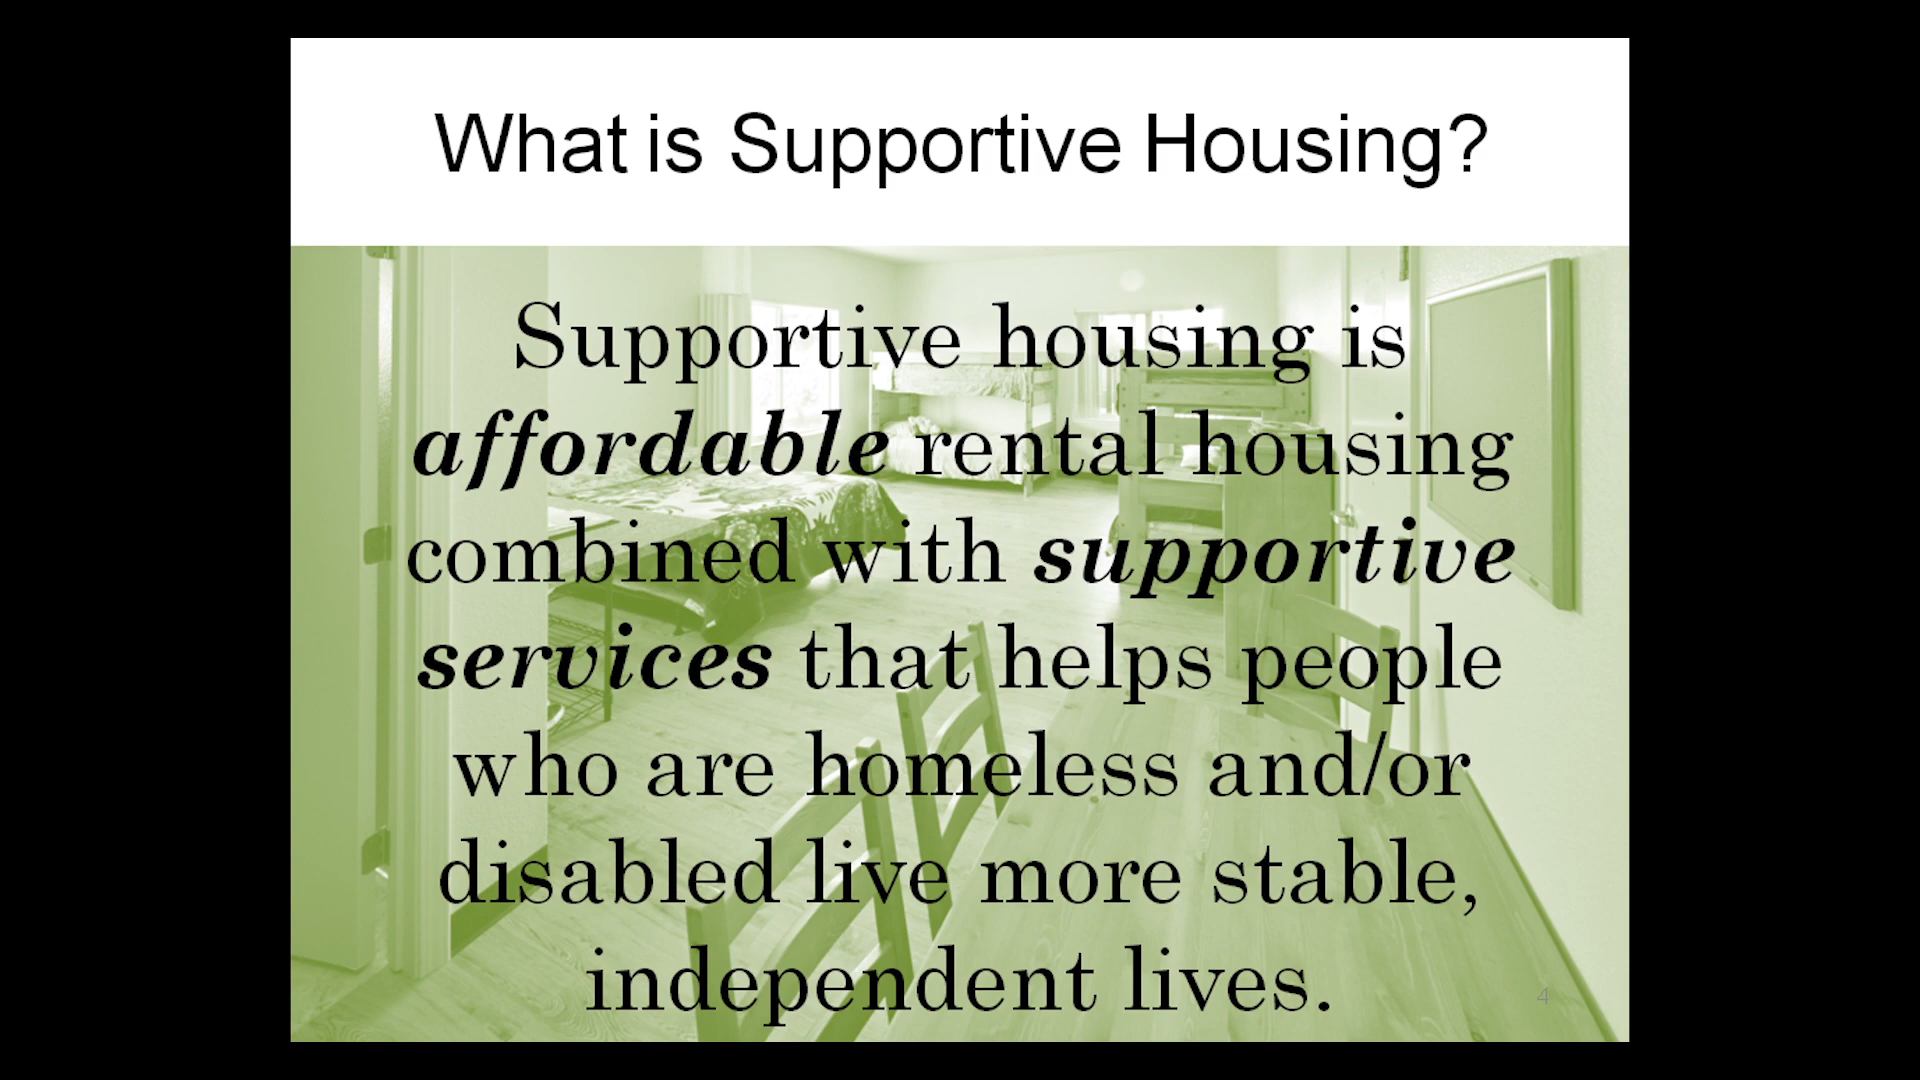 What is Supportive Housing?
Supportive housing is
affordable rental housing
combined with supportive
services that helps people
who are homeless and/or
disabled live more stable,
independent lives.
4